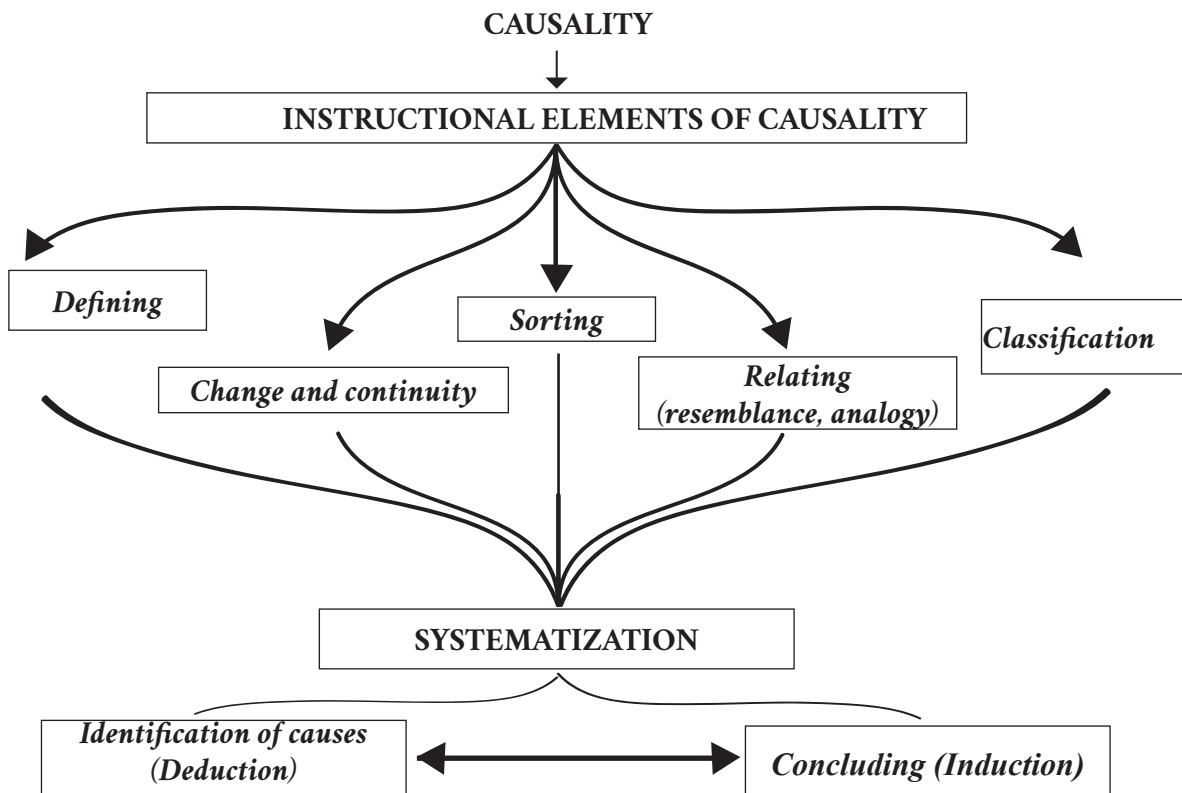 CAUSALITY
INSTRUCTIONAL ELEMENTS OF CAUSALITY
Defining
Change and continuity
Sorting
Relating
(resemblance, analogy)
Classification
SYSTEMATIZATION
Identification of causes
(Deduction)
Concluding (Induction)